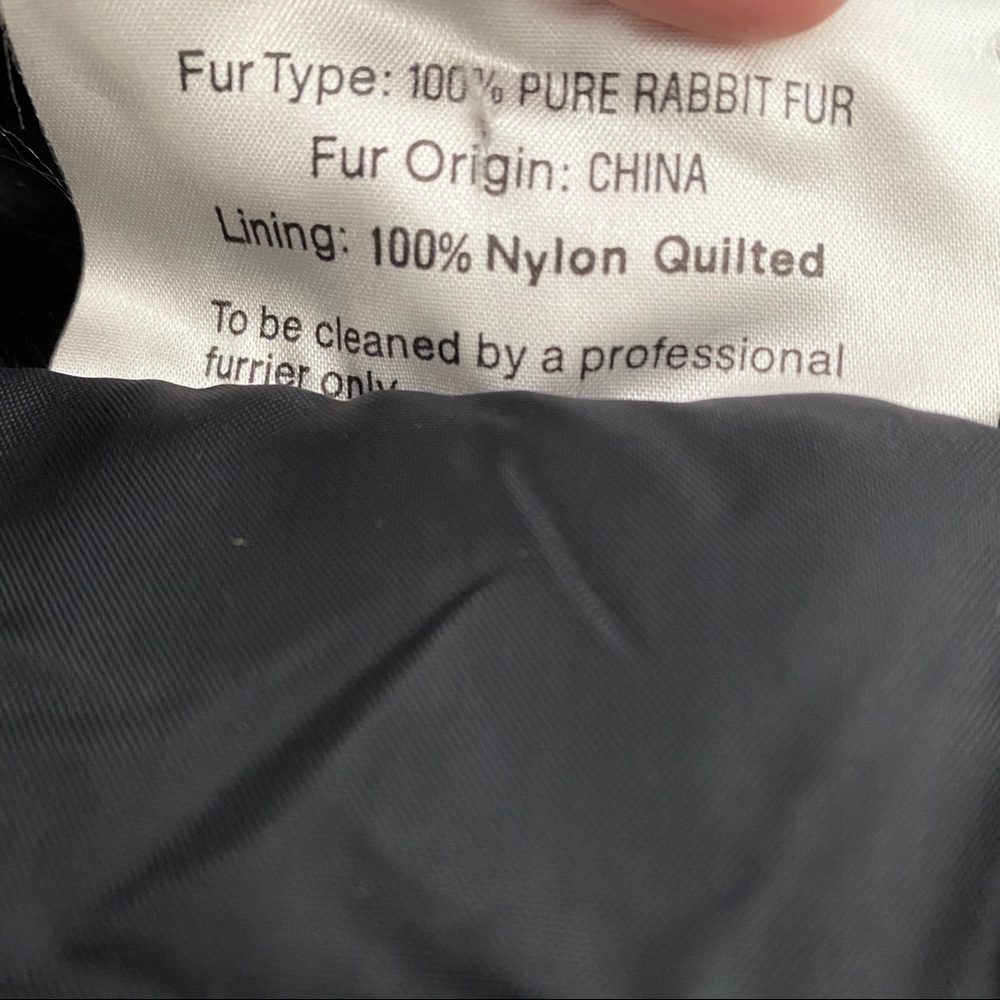 Fur Type: 100% PURE RABBIT FUR
Fur Origin: CHINA
Lining: 100% Nylon Quilted
To be cleaned by a professional
furrier only